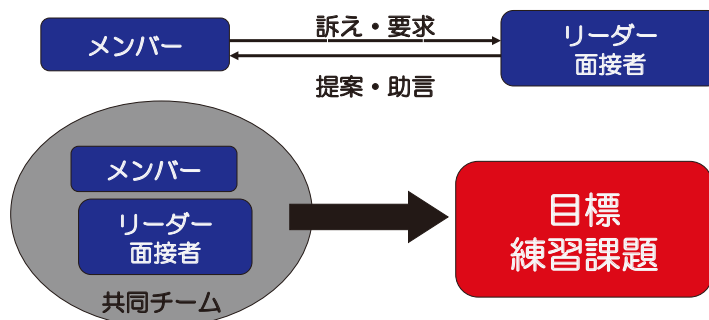 メンバー
訴え・要求
リーダー
面接者
提案・助言
メンバー
リーダー
面接者
共同チーム
目標
練習課題